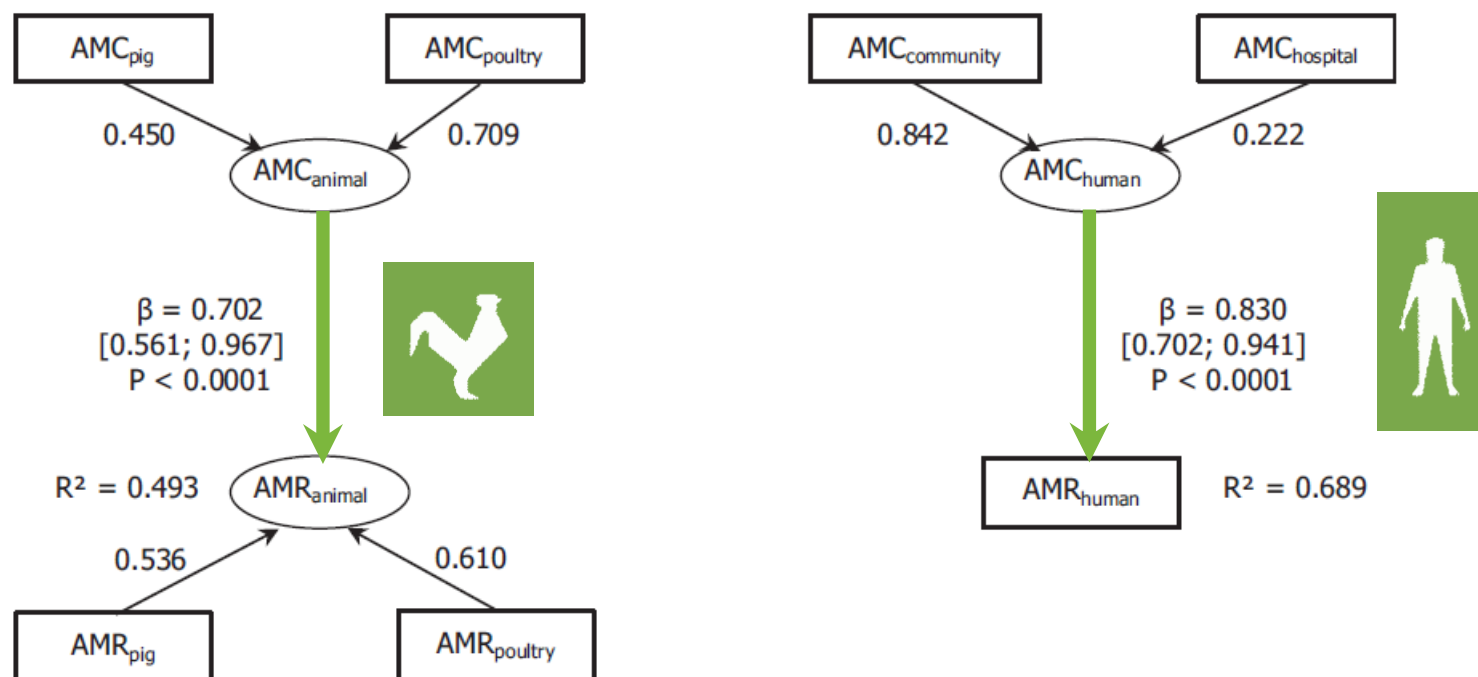 AMCpig
AMCpoultry
0.450
0.709
AMCanimal
β = 0.702
[0.561; 0.967]
P < 0.0001
R² = 0.493
AMRanimal
0.536
0.610
AMRpig
AMRpoultry
AMCcommunity
AMChospital
0.842
0.222
AMChuman
β = 0.830
[0.702; 0.941]
P < 0.0001
AMRhuman
R² = 0.689